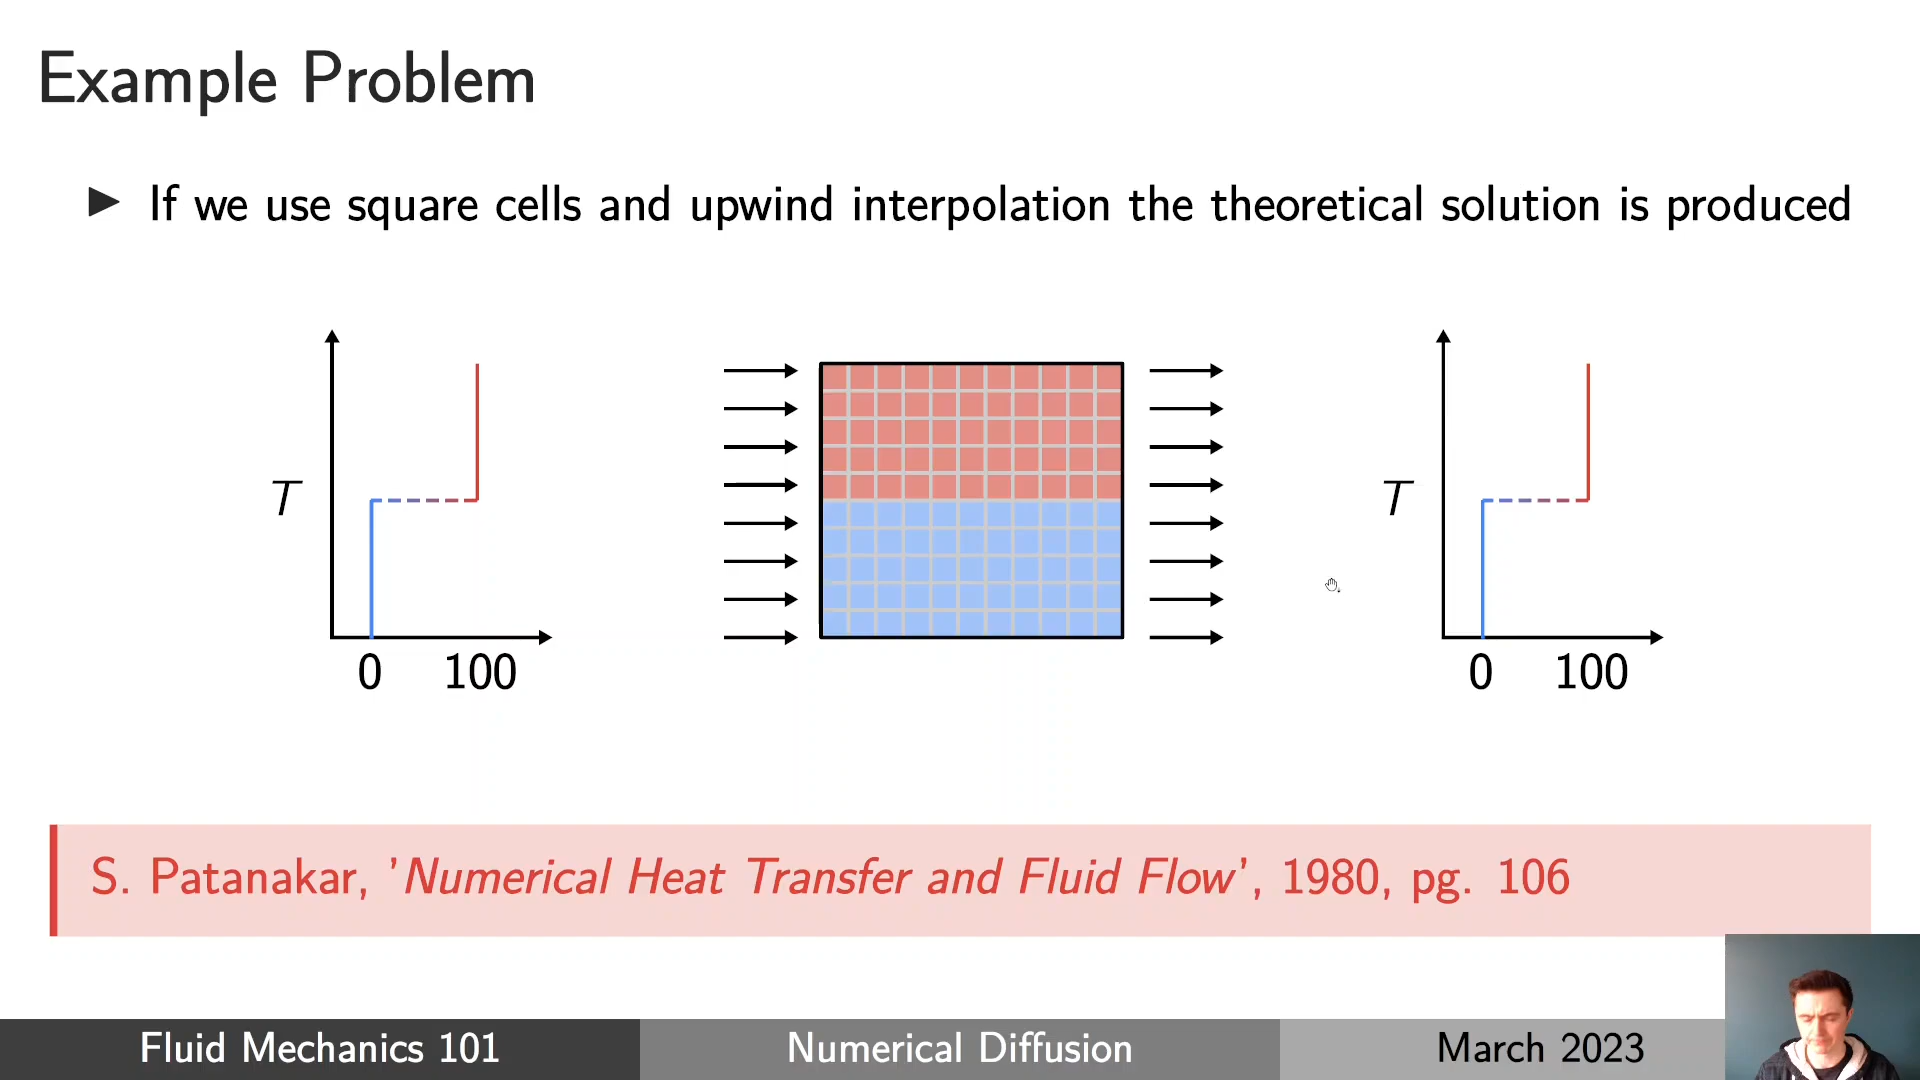 Example Problem
If we use square cells and upwind interpolation the theoretical solution is produced
T
0 100
T
0 100
S. Patanakar, 'Numerical Heat Transfer and Fluid Flow', 1980, pg. 106
Fluid Mechanics 101
Numerical Diffusion
March 2023